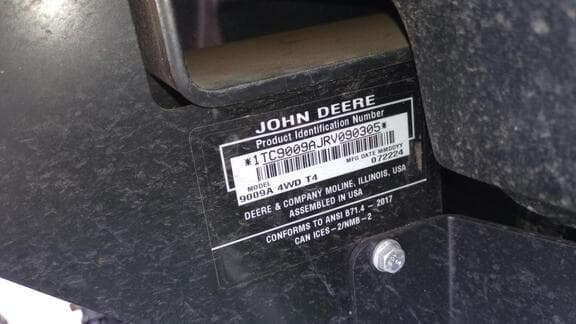 JOHN DEERE
Product Identification Number
*1TC9009AJRV090305*
MODEL MFG DATE MMDDYY
9009A 4WD T4 072224
DEERE & COMPANY MOLINE, ILLINOIS, USA
ASSEMBLED IN USA
CONFORMS TO ANSI B71.4 - 2017
CAN ICES-2/NMB-2